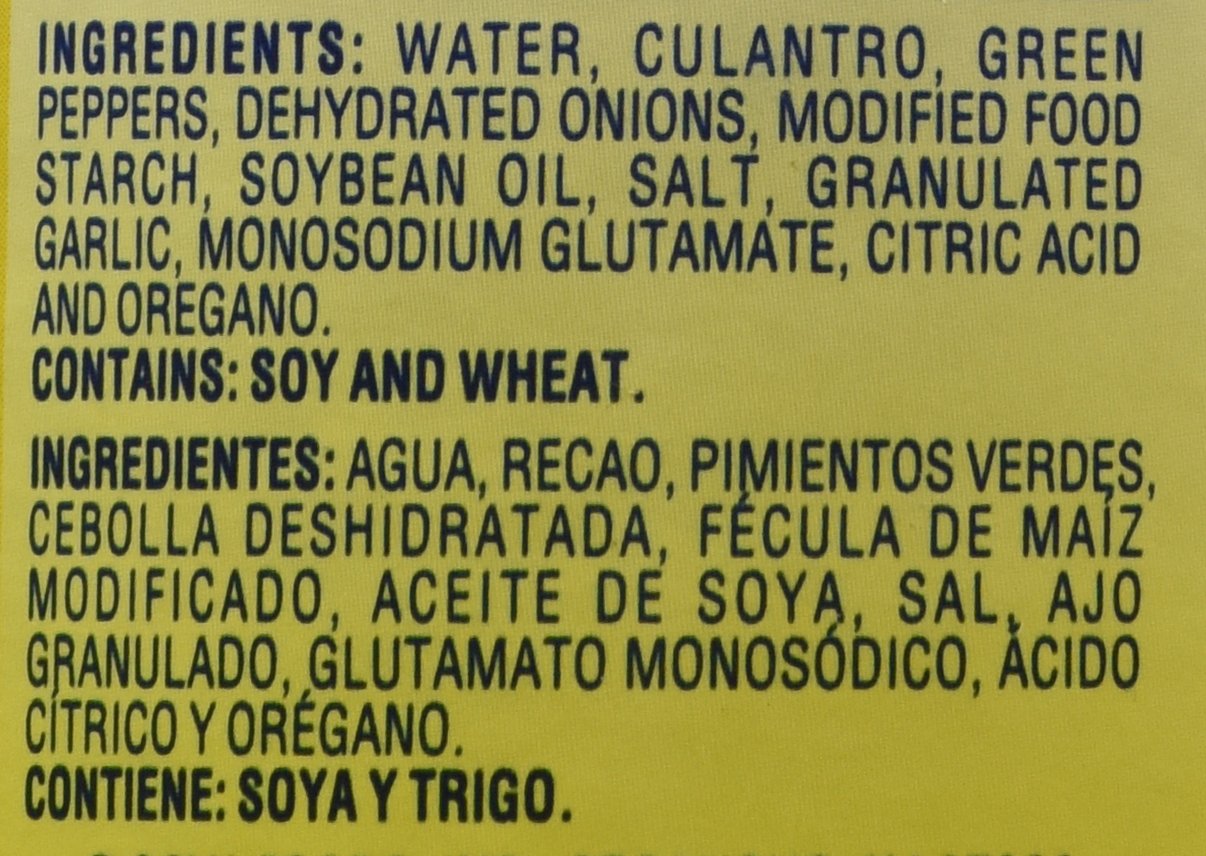 INGREDIENTS: WATER, CULANTRO, GREEN
PEPPERS, DEHYDRATED ONIONS, MODIFIED FOOD
STARCH, SOYBEAN OIL, SALT, GRANULATED
GARLIC, MONOSODIUM GLUTAMATE, CITRIC ACID
AND OREGANO.
CONTAINS: SOY AND WHEAT.
INGREDIENTES: AGUA, RECAO, PIMIENTOS VERDES,
CEBOLLA DESHIDRATADA, FÉCULA DE MAÍZ
MODIFICADO, ACEITE DE SOYA, SAL, AJO
GRANULADO, GLUTAMATO MONOSÓDICO, ÁCIDO
CÍTRICO Y ORÉGANO.
CONTIENE: SOYA Y TRIGO.